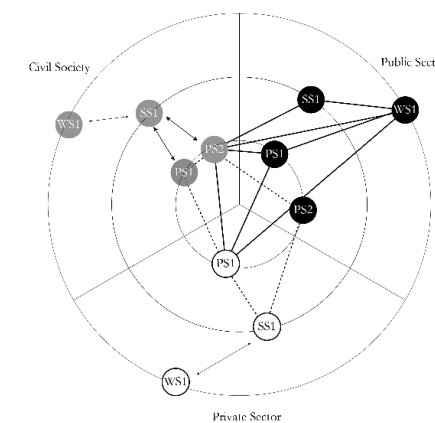 Civil Society
Public Sect
SS1
SS1
WS1
WS1
PS2
PS1
PS1
PS2
PS1
SS1
WS1
Private Sector